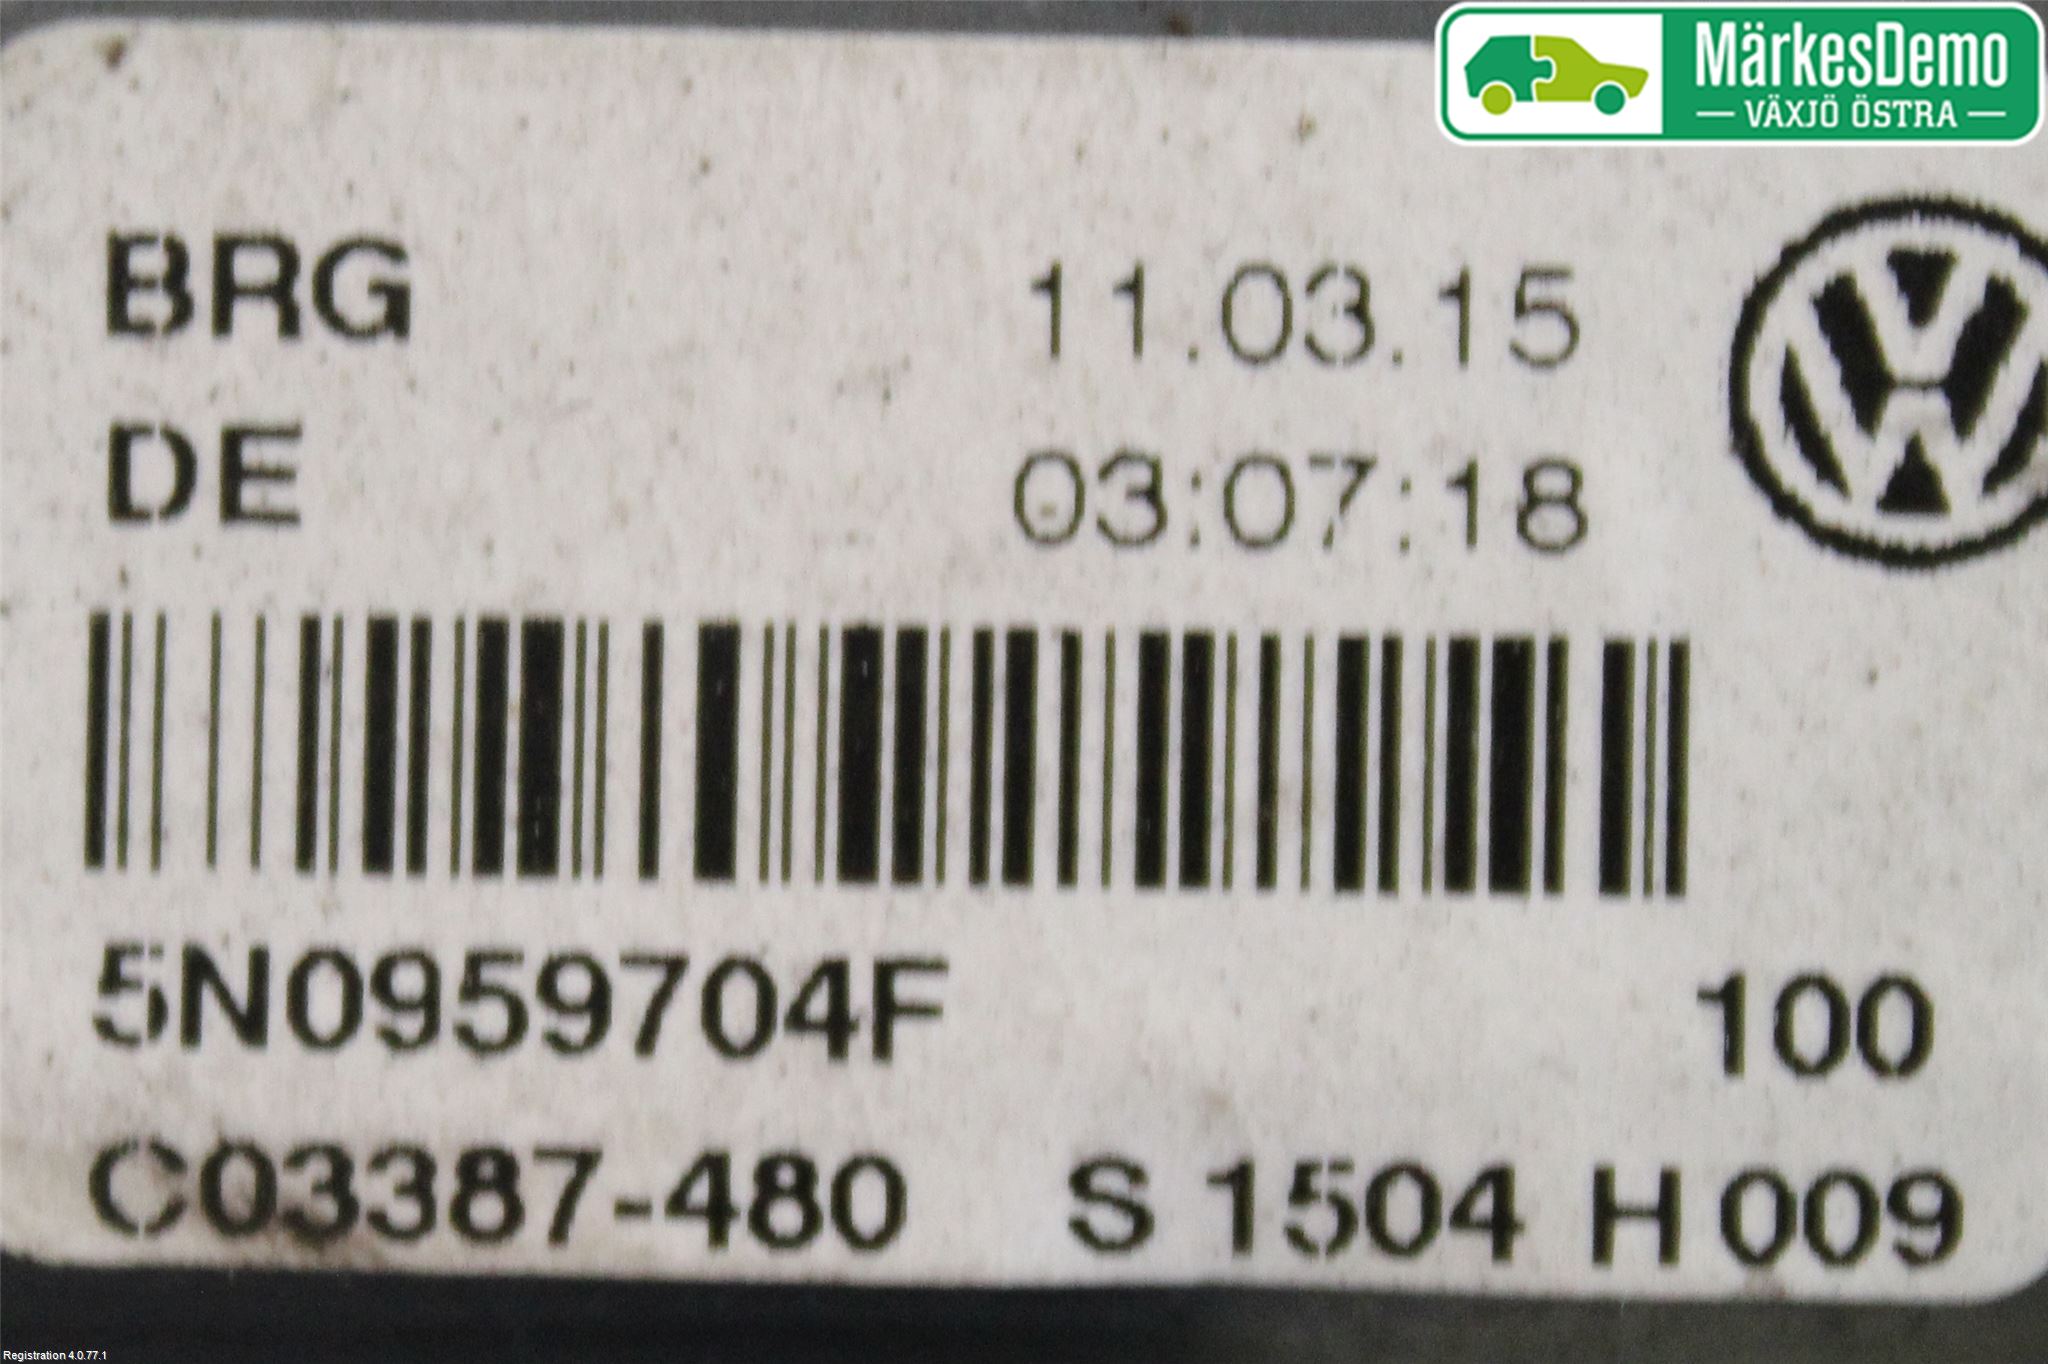 MärkesDemo
VÄXJÖ ÖSTRA
BRG 11.03.15
DE 03:07:18
5N0959704F 100
C03387-480 S 1504 H 009
Registration 4.0.77.1